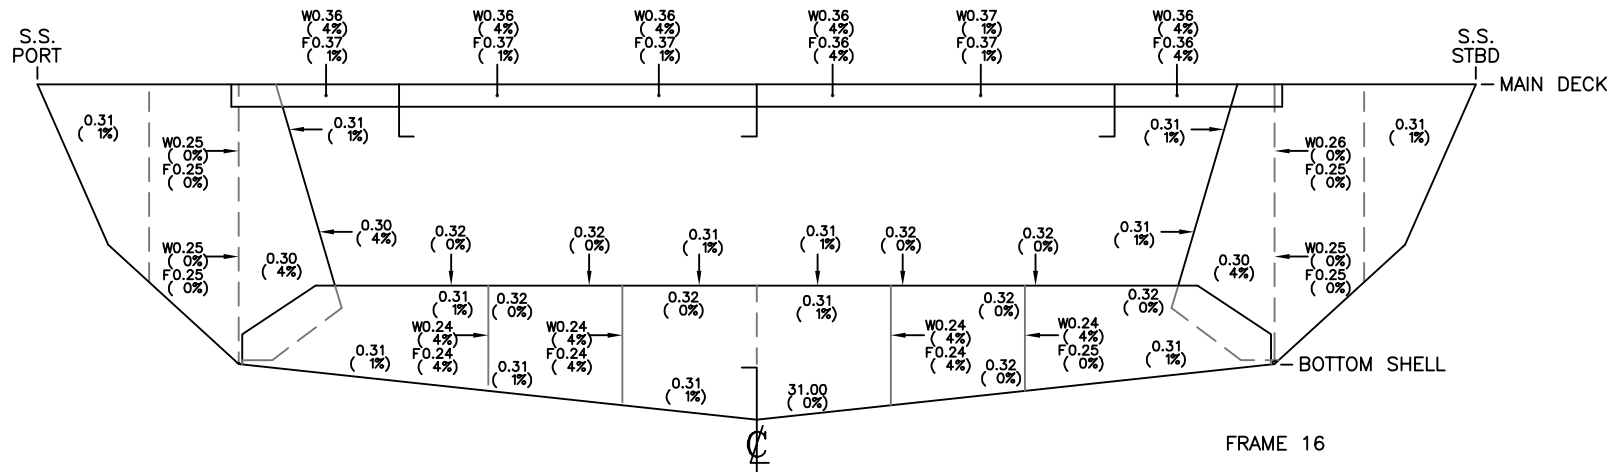 W0.36
( 4%)
F0.37
( 1%)
W0.36
( 4%)
F0.37
( 1%)
W0.36
( 4%)
F0.37
( 1%)
W0.36
( 4%)
F0.36
( 4%)
W0.37
( 1%)
F0.37
( 1%)
W0.36
( 4%)
F0.36
( 4%)
S.S.
PORT
S.S.
STBD
MAIN DECK
0.31
( 1%)
W0.25
( 0%)
F0.25
( 0%)
0.31
( 1%)
0.31
( 1%)
W0.26
( 0%)
F0.25
( 0%)
0.31
( 1%)
W0.25
( 0%)
F0.25
( 0%)
0.30
( 4%)
0.30
( 4%)
0.32
( 0%)
0.32
( 0%)
0.31
( 1%)
0.31
( 1%)
0.32
( 0%)
0.32
( 0%)
0.31
( 1%)
0.30
( 4%)
W0.25
( 0%)
F0.25
( 0%)
0.31
( 1%)
0.32
( 0%)
0.32
( 0%)
0.31
( 1%)
0.32
( 0%)
0.32
( 0%)
0.31
( 1%)
W0.24
( 4%)
F0.24
( 4%)
W0.24
( 4%)
F0.24
( 4%)
W0.24
( 4%)
F0.24
( 4%)
W0.24
( 4%)
F0.25
( 0%)
0.31
( 1%)
0.31
( 1%)
0.31
( 1%)
31.00
( 0%)
0.32
( 0%)
BOTTOM SHELL
℄
FRAME 16